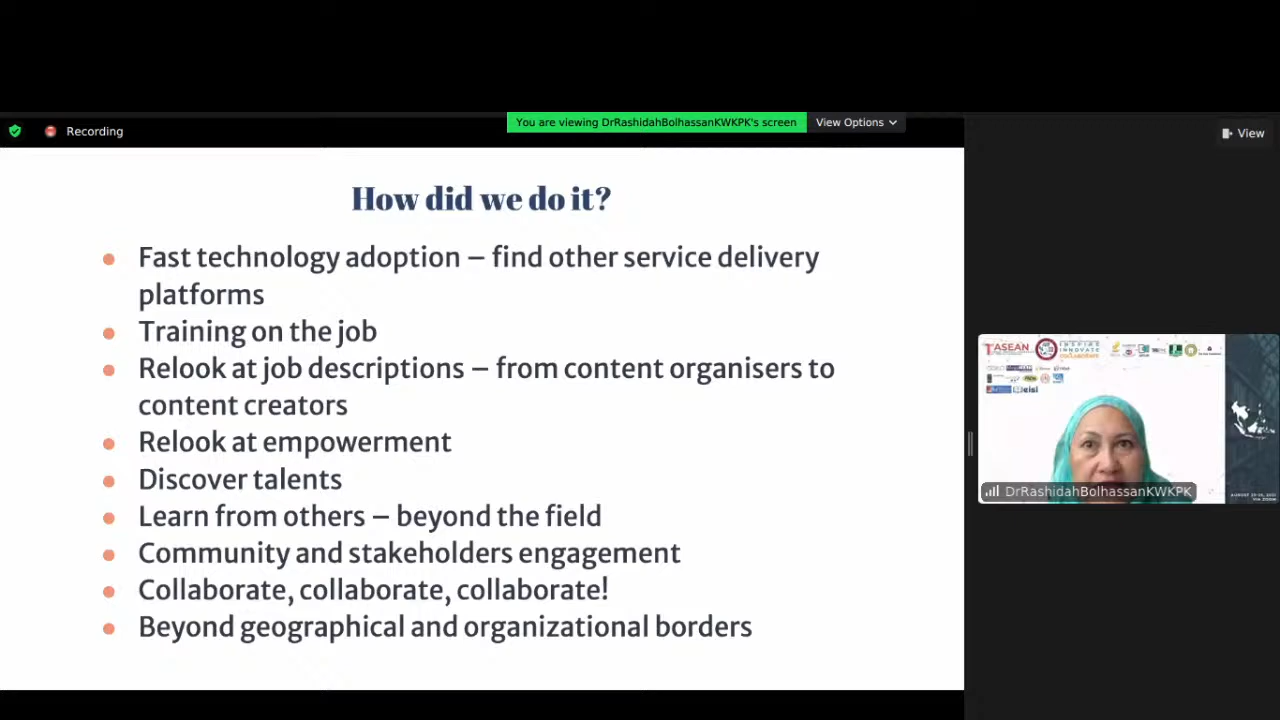 You are viewing DrRashidahBolhassanKWKPK's screen
View Options
Recording
View
How did we do it?
Fast technology adoption – find other service delivery
platforms
Training on the job
Relook at job descriptions – from content organisers to
content creators
Relook at empowerment
Discover talents
Learn from others – beyond the field
Community and stakeholders engagement
Collaborate, collaborate, collaborate!
Beyond geographical and organizational borders
ASEAN
INSPIRE
INNOVATE
DrRashidahBolhassanKWKPK